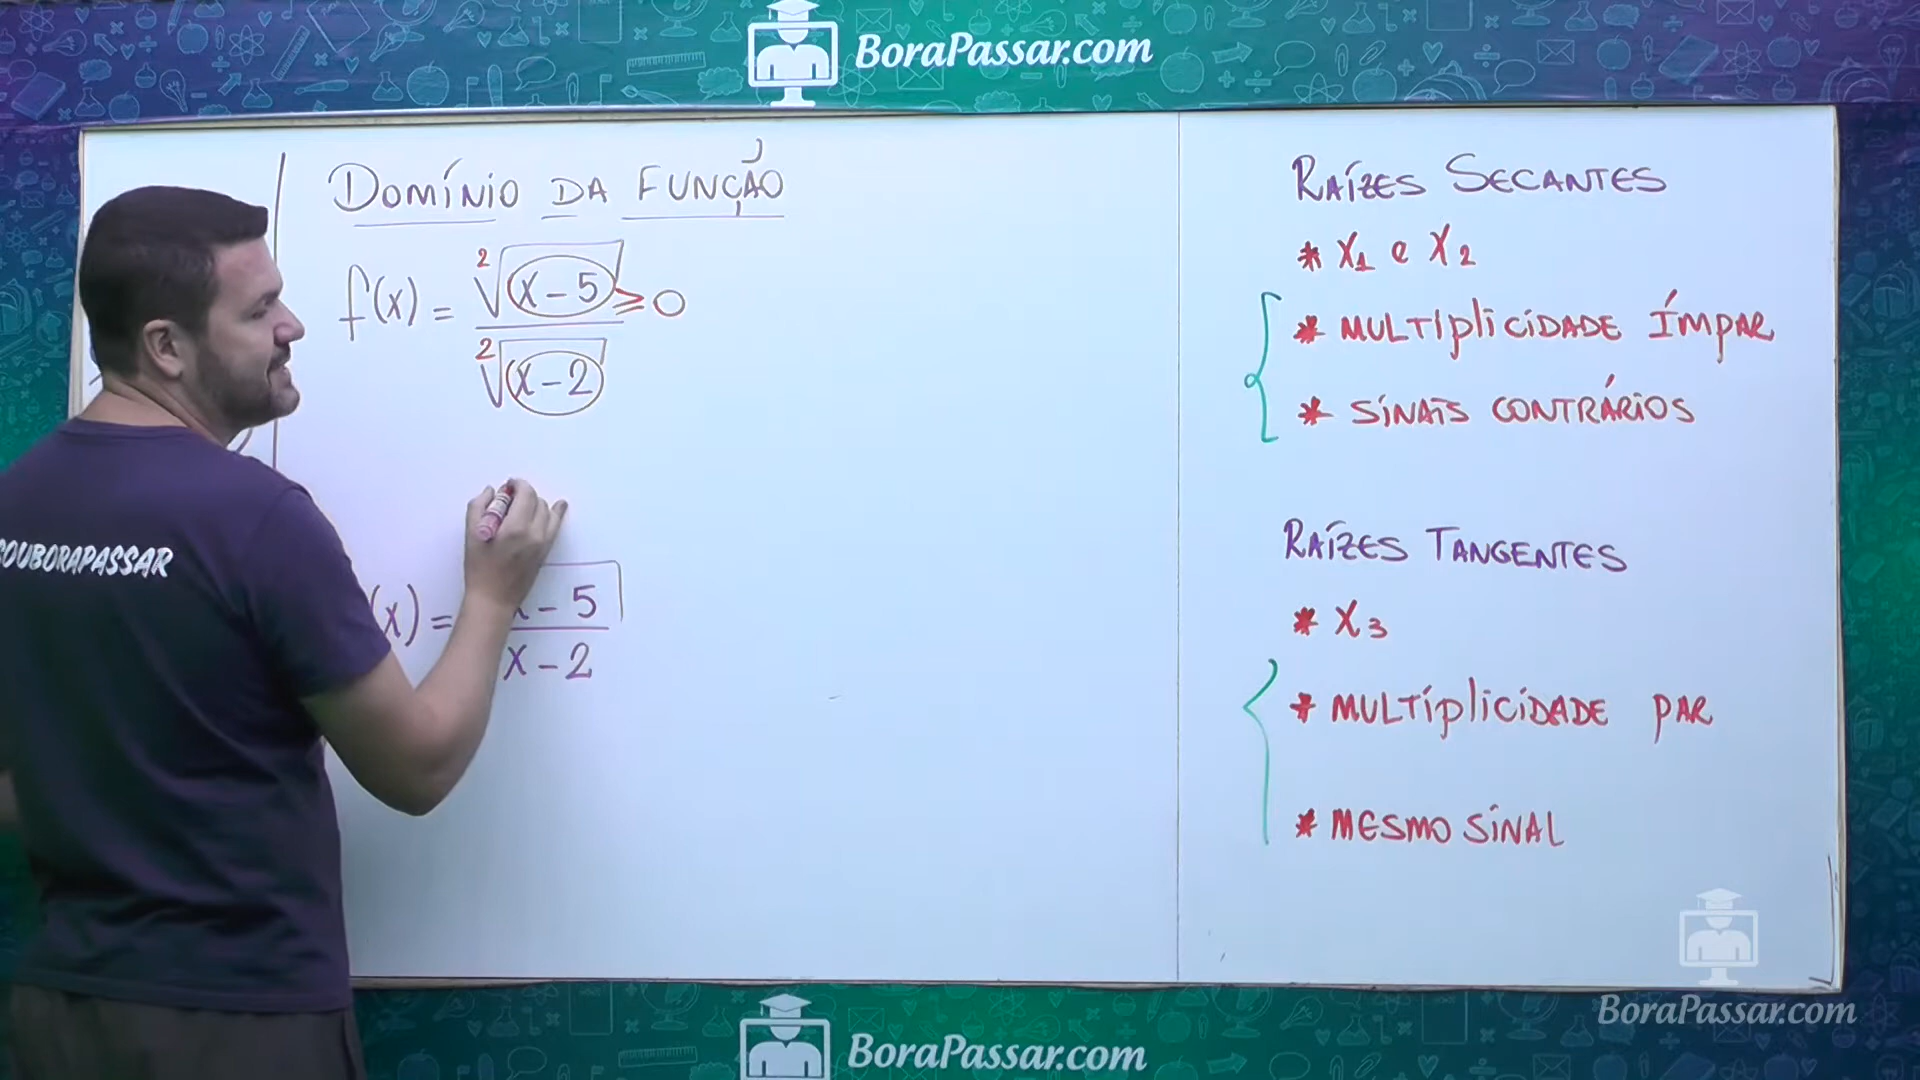 BoraPassar.com
DOMÍNIO DA FUNÇÃO
f(x) = ²√(x-5) ≥ 0
²√(x-2)
(x) = - 5
x - 2
RAÍZES SECANTES
* X₁ e X₂
* MULTIPLICIDADE ÍMPAR
* SINAIS CONTRÁRIOS
RAÍZES TANGENTES
* X₃
* MULTIPLICIDADE PAR
* MESMO SINAL
SOUBORAPASSAR
BoraPassar.com
BoraPassar.com